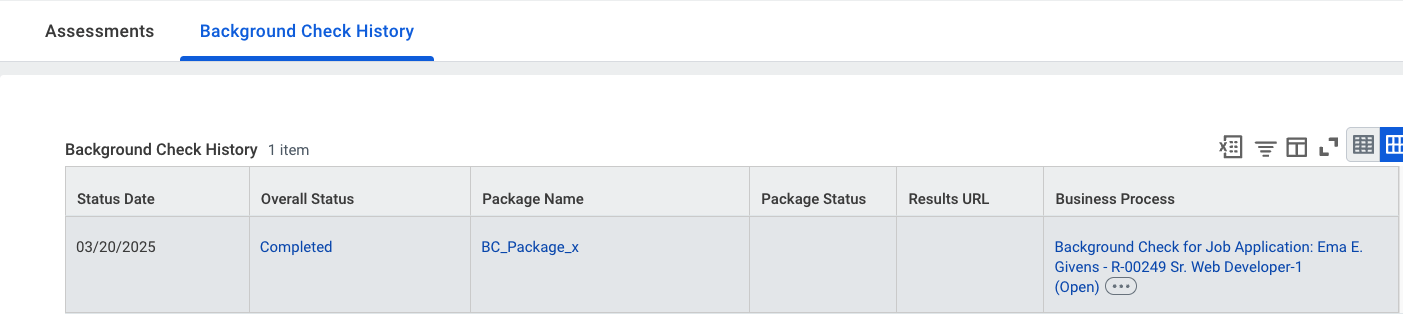 Assessments Background Check History
Background Check History 1 item
Status Date Overall Status Package Name Package Status Results URL Business Process
03/20/2025 Completed BC_Package_x Background Check for Job Application: Ema E.
Givens - R-00249 Sr. Web Developer-1
(Open)